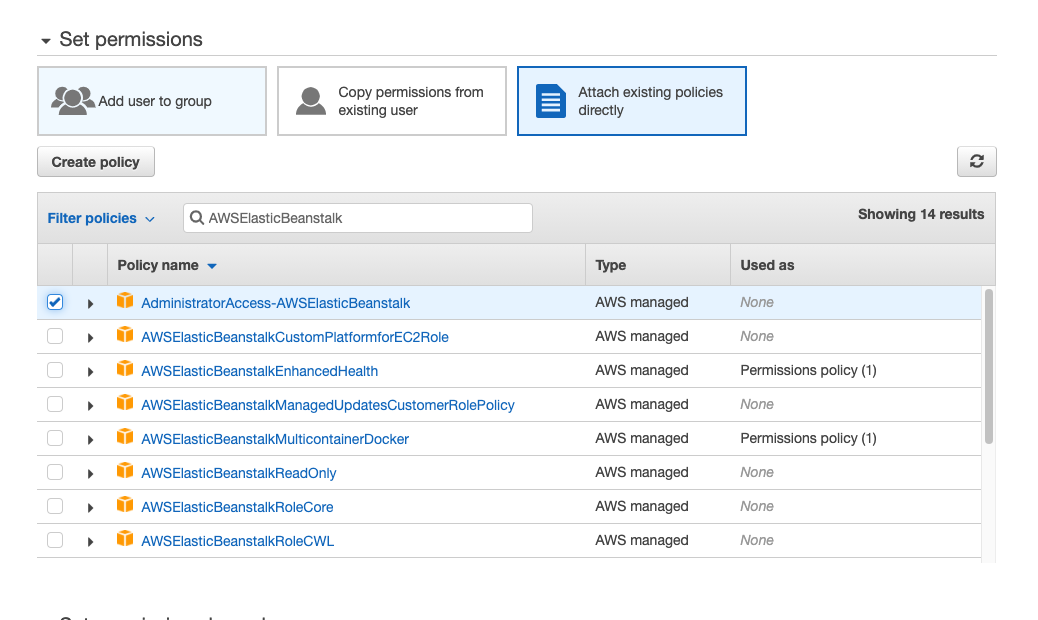 Set permissions
Add user to group
Copy permissions from
existing user
Attach existing policies
directly
Create policy
Filter policies
AWSElasticBeanstalk
Showing 14 results
Policy name Type Used as
AdministratorAccess-AWSElasticBeanstalk AWS managed None
AWSElasticBeanstalkCustomPlatformforEC2Role AWS managed None
AWSElasticBeanstalkEnhancedHealth AWS managed Permissions policy (1)
AWSElasticBeanstalkManagedUpdatesCustomerRolePolicy AWS managed None
AWSElasticBeanstalkMulticontainerDocker AWS managed Permissions policy (1)
AWSElasticBeanstalkReadOnly AWS managed None
AWSElasticBeanstalkRoleCore AWS managed None
AWSElasticBeanstalkRoleCWL AWS managed None